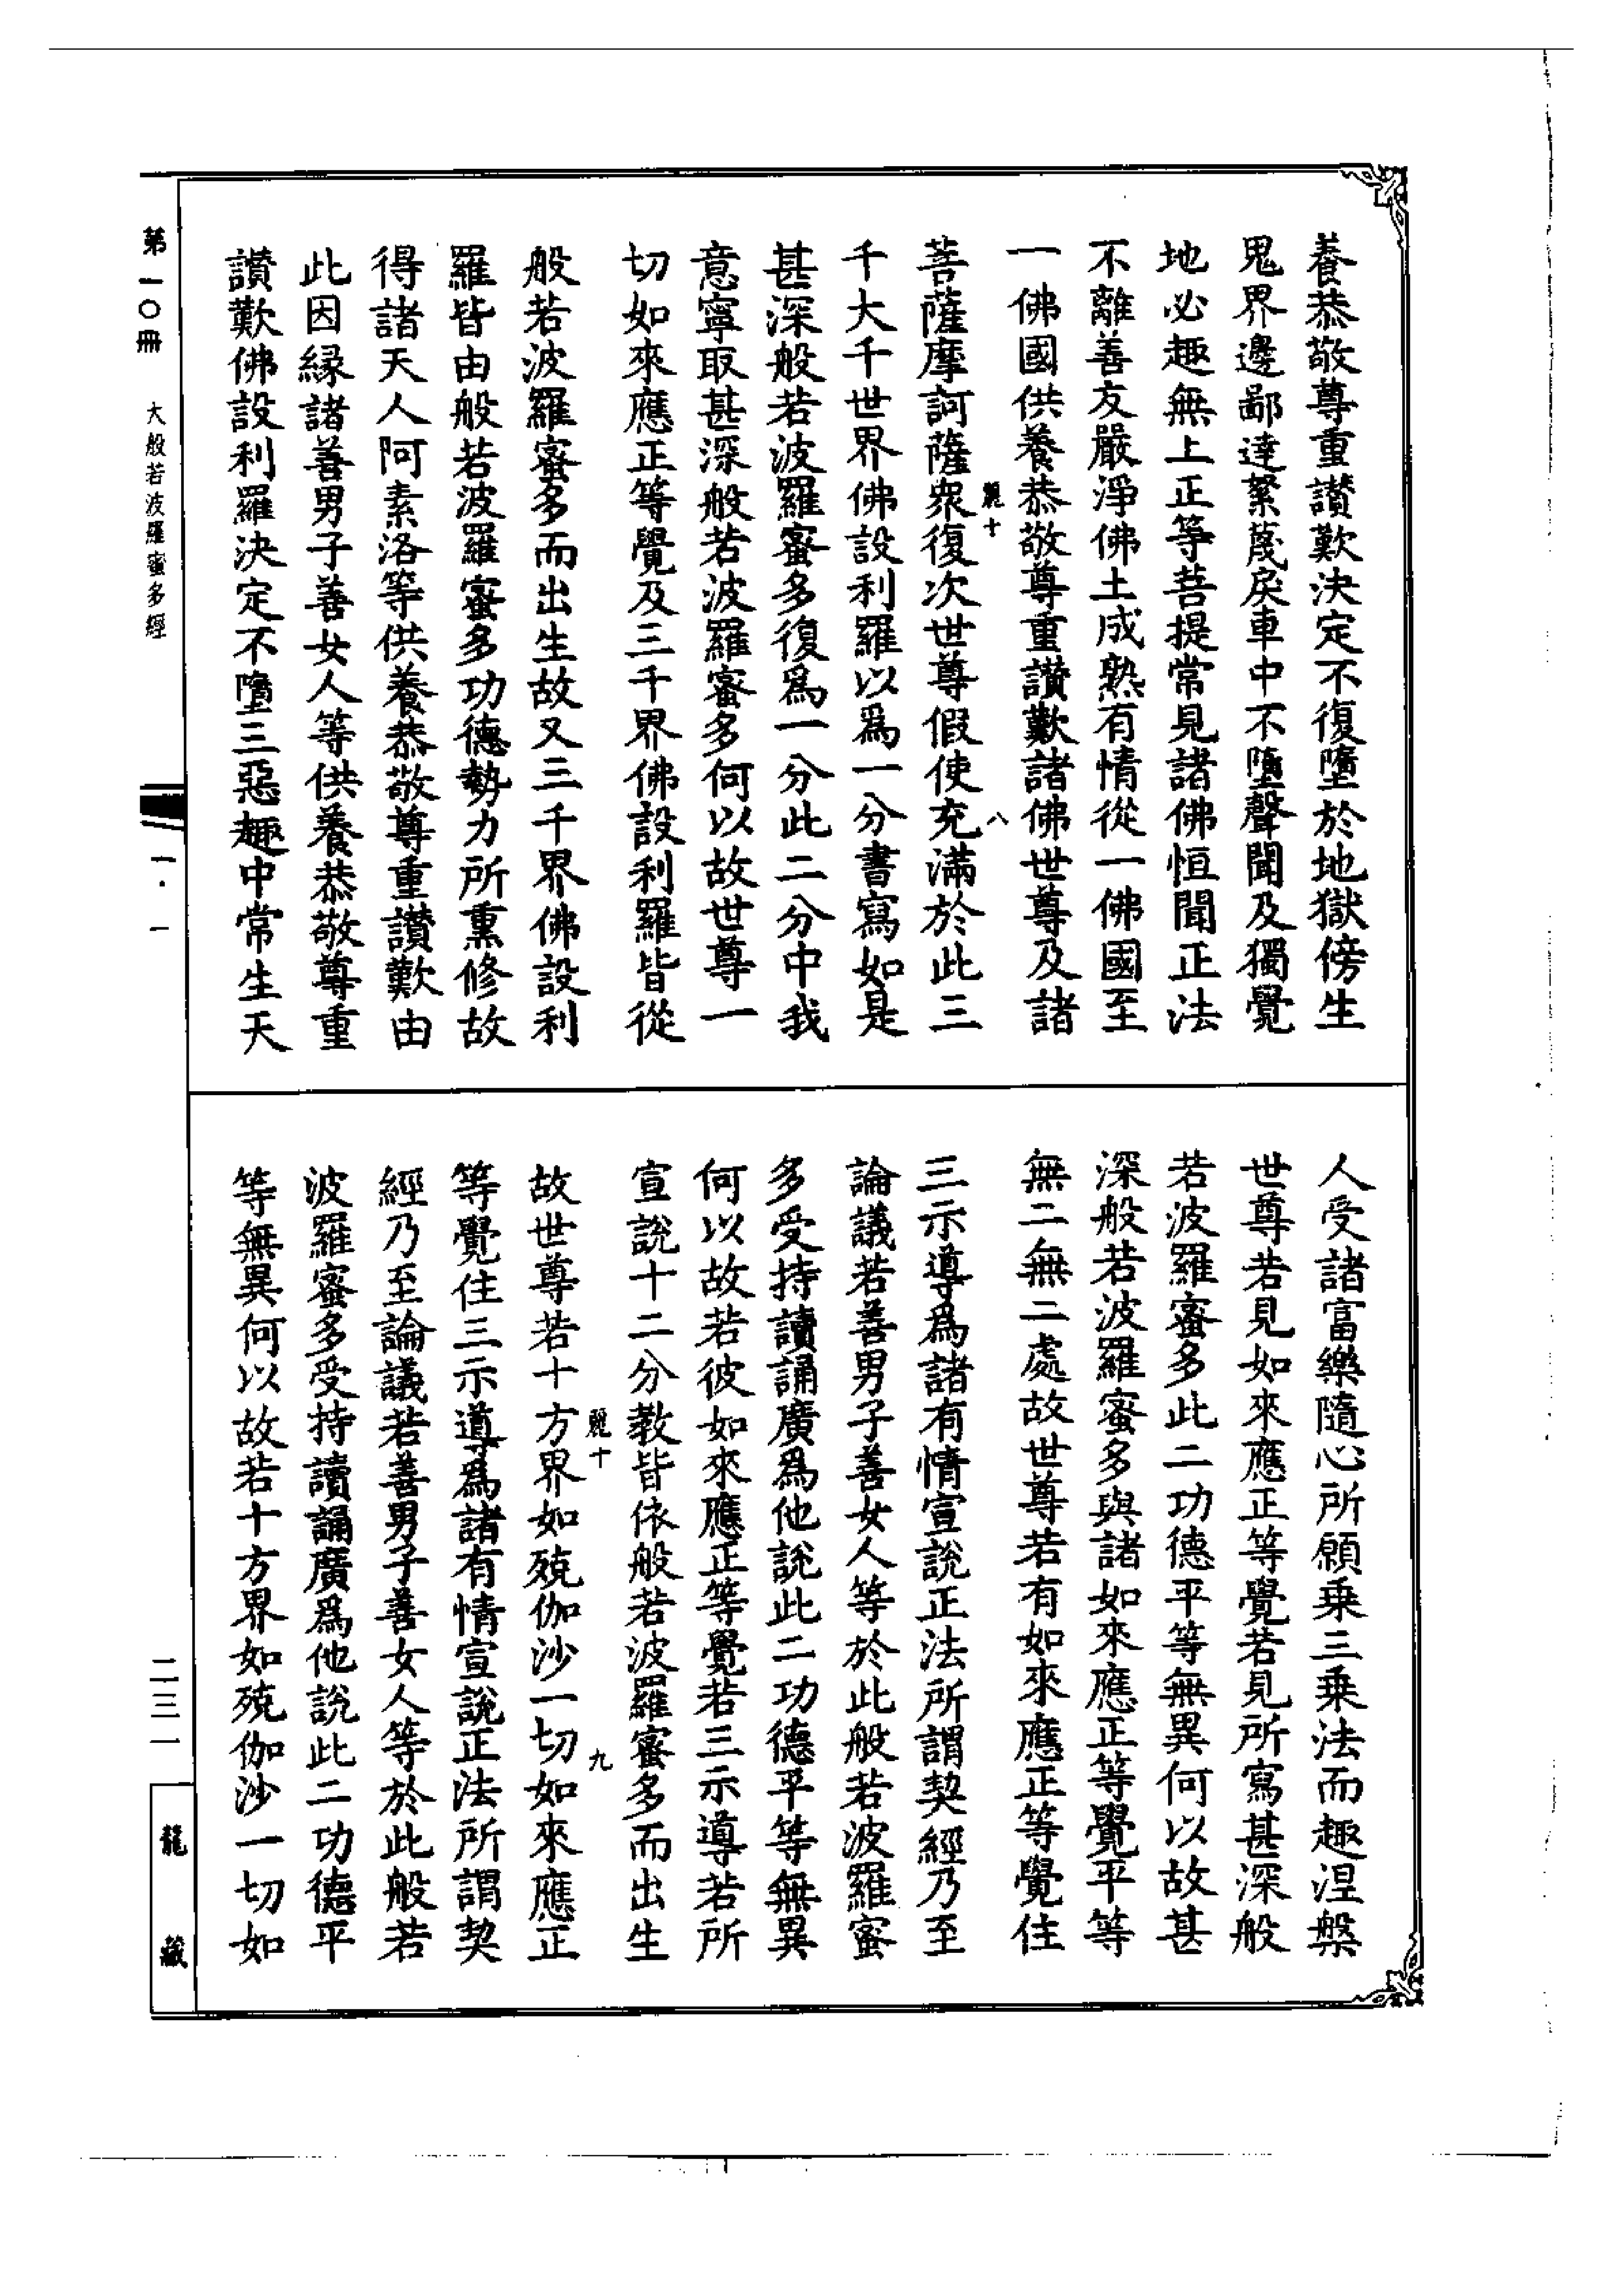 養恭敬尊重讃歎決定不復墮於地獄傍生
鬼界邊鄙達絮篾戾車中不墮聲聞及獨覺
地必趣無上正等菩提常見諸佛恒聞正法
不離善友嚴淨佛土成熟有情從一佛國至
一佛國供養恭敬尊重讃歎諸佛世尊及諸
麗十 八
菩薩摩訶薩衆復次世尊假使充滿於此三
千大千世界佛設利羅以爲一分書寫如是
甚深般若波羅蜜多復爲一分此二分中我
意寧取甚深般若波羅蜜多何以故世尊一
切如來應正等覺及三千界佛設利羅皆從
般若波羅蜜多而出生故又三千界佛設利
羅皆由般若波羅蜜多功德勢力所熏修故
得諸天人阿素洛等供養恭敬尊重讃歎由
此因縁諸善男子善女人等供養恭敬尊重
讃歎佛設利羅決定不墮三惡趣中常生天
人受諸富樂隨心所願乗三乗法而趣涅槃
世尊若見如來應正等覺若見所寫甚深般
若波羅蜜多此二功德平等無異何以故甚
深般若波羅蜜多與諸如來應正等覺平等
無二無二處故世尊若有如來應正等覺住
三示導爲諸有情宣說正法所謂契經乃至
論議若善男子善女人等於此般若波羅蜜
多受持讀誦廣爲他說此二功德平等無異
何以故若彼如來應正等覺若三示導若所
宣說十二分教皆依般若波羅蜜多而出生
麗十 九
故世尊若十方界如殑伽沙一切如來應正
等覺住三示導爲諸有情宣說正法所謂契
經乃至論議若善男子善女人等於此般若
波羅蜜多受持讀誦廣爲他說此二功德平
等無異何以故若十方界如殑伽沙一切如
第一〇冊 大般若波羅蜜多經
一·一
二三一
龍藏